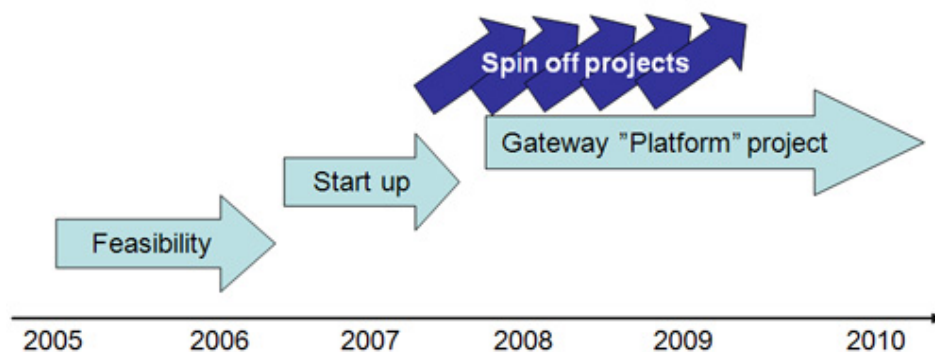 Spin off projects
Gateway ”Platform” project
Start up
Feasibility
2005 2006 2007 2008 2009 2010